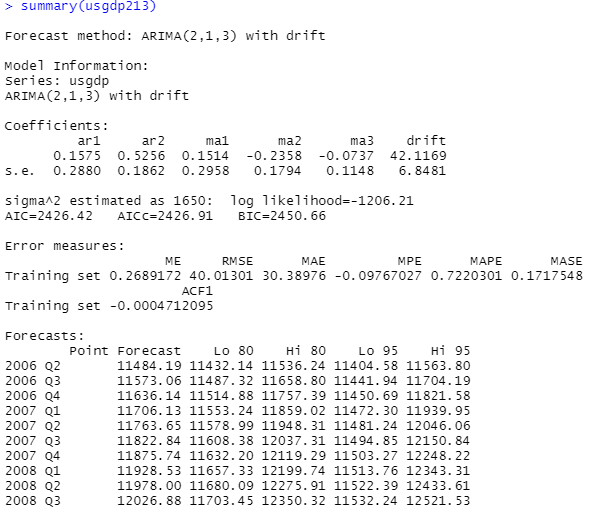 > summary(usgdp213)
Forecast method: ARIMA(2,1,3) with drift
Model Information:
Series: usgdp
ARIMA(2,1,3) with drift
Coefficients:
ar1 ar2 ma1 ma2 ma3 drift
0.1575 0.5256 0.1514 -0.2358 -0.0737 42.1169
s.e. 0.2880 0.1862 0.2958 0.1794 0.1148 6.8481
sigma^2 estimated as 1650: log likelihood=-1206.21
AIC=2426.42 AICc=2426.91 BIC=2450.66
Error measures:
ME RMSE MAE MPE MAPE MASE
Training set 0.2689172 40.01301 30.38976 -0.09767027 0.7220301 0.1717548
ACF1
Training set -0.0004712095
Forecasts:
Point Forecast Lo 80 Hi 80 Lo 95 Hi 95
2006 Q2 11484.19 11432.14 11536.24 11404.58 11563.80
2006 Q3 11573.06 11487.32 11658.80 11441.94 11704.19
2006 Q4 11636.14 11514.88 11757.39 11450.69 11821.58
2007 Q1 11706.13 11553.24 11859.02 11472.30 11939.95
2007 Q2 11763.65 11578.99 11948.31 11481.24 12046.06
2007 Q3 11822.84 11608.38 12037.31 11494.85 12150.84
2007 Q4 11875.74 11632.20 12119.29 11503.27 12248.22
2008 Q1 11928.53 11657.33 12199.74 11513.76 12343.31
2008 Q2 11978.00 11680.09 12275.91 11522.39 12433.61
2008 Q3 12026.88 11703.45 12350.32 11532.24 12521.53